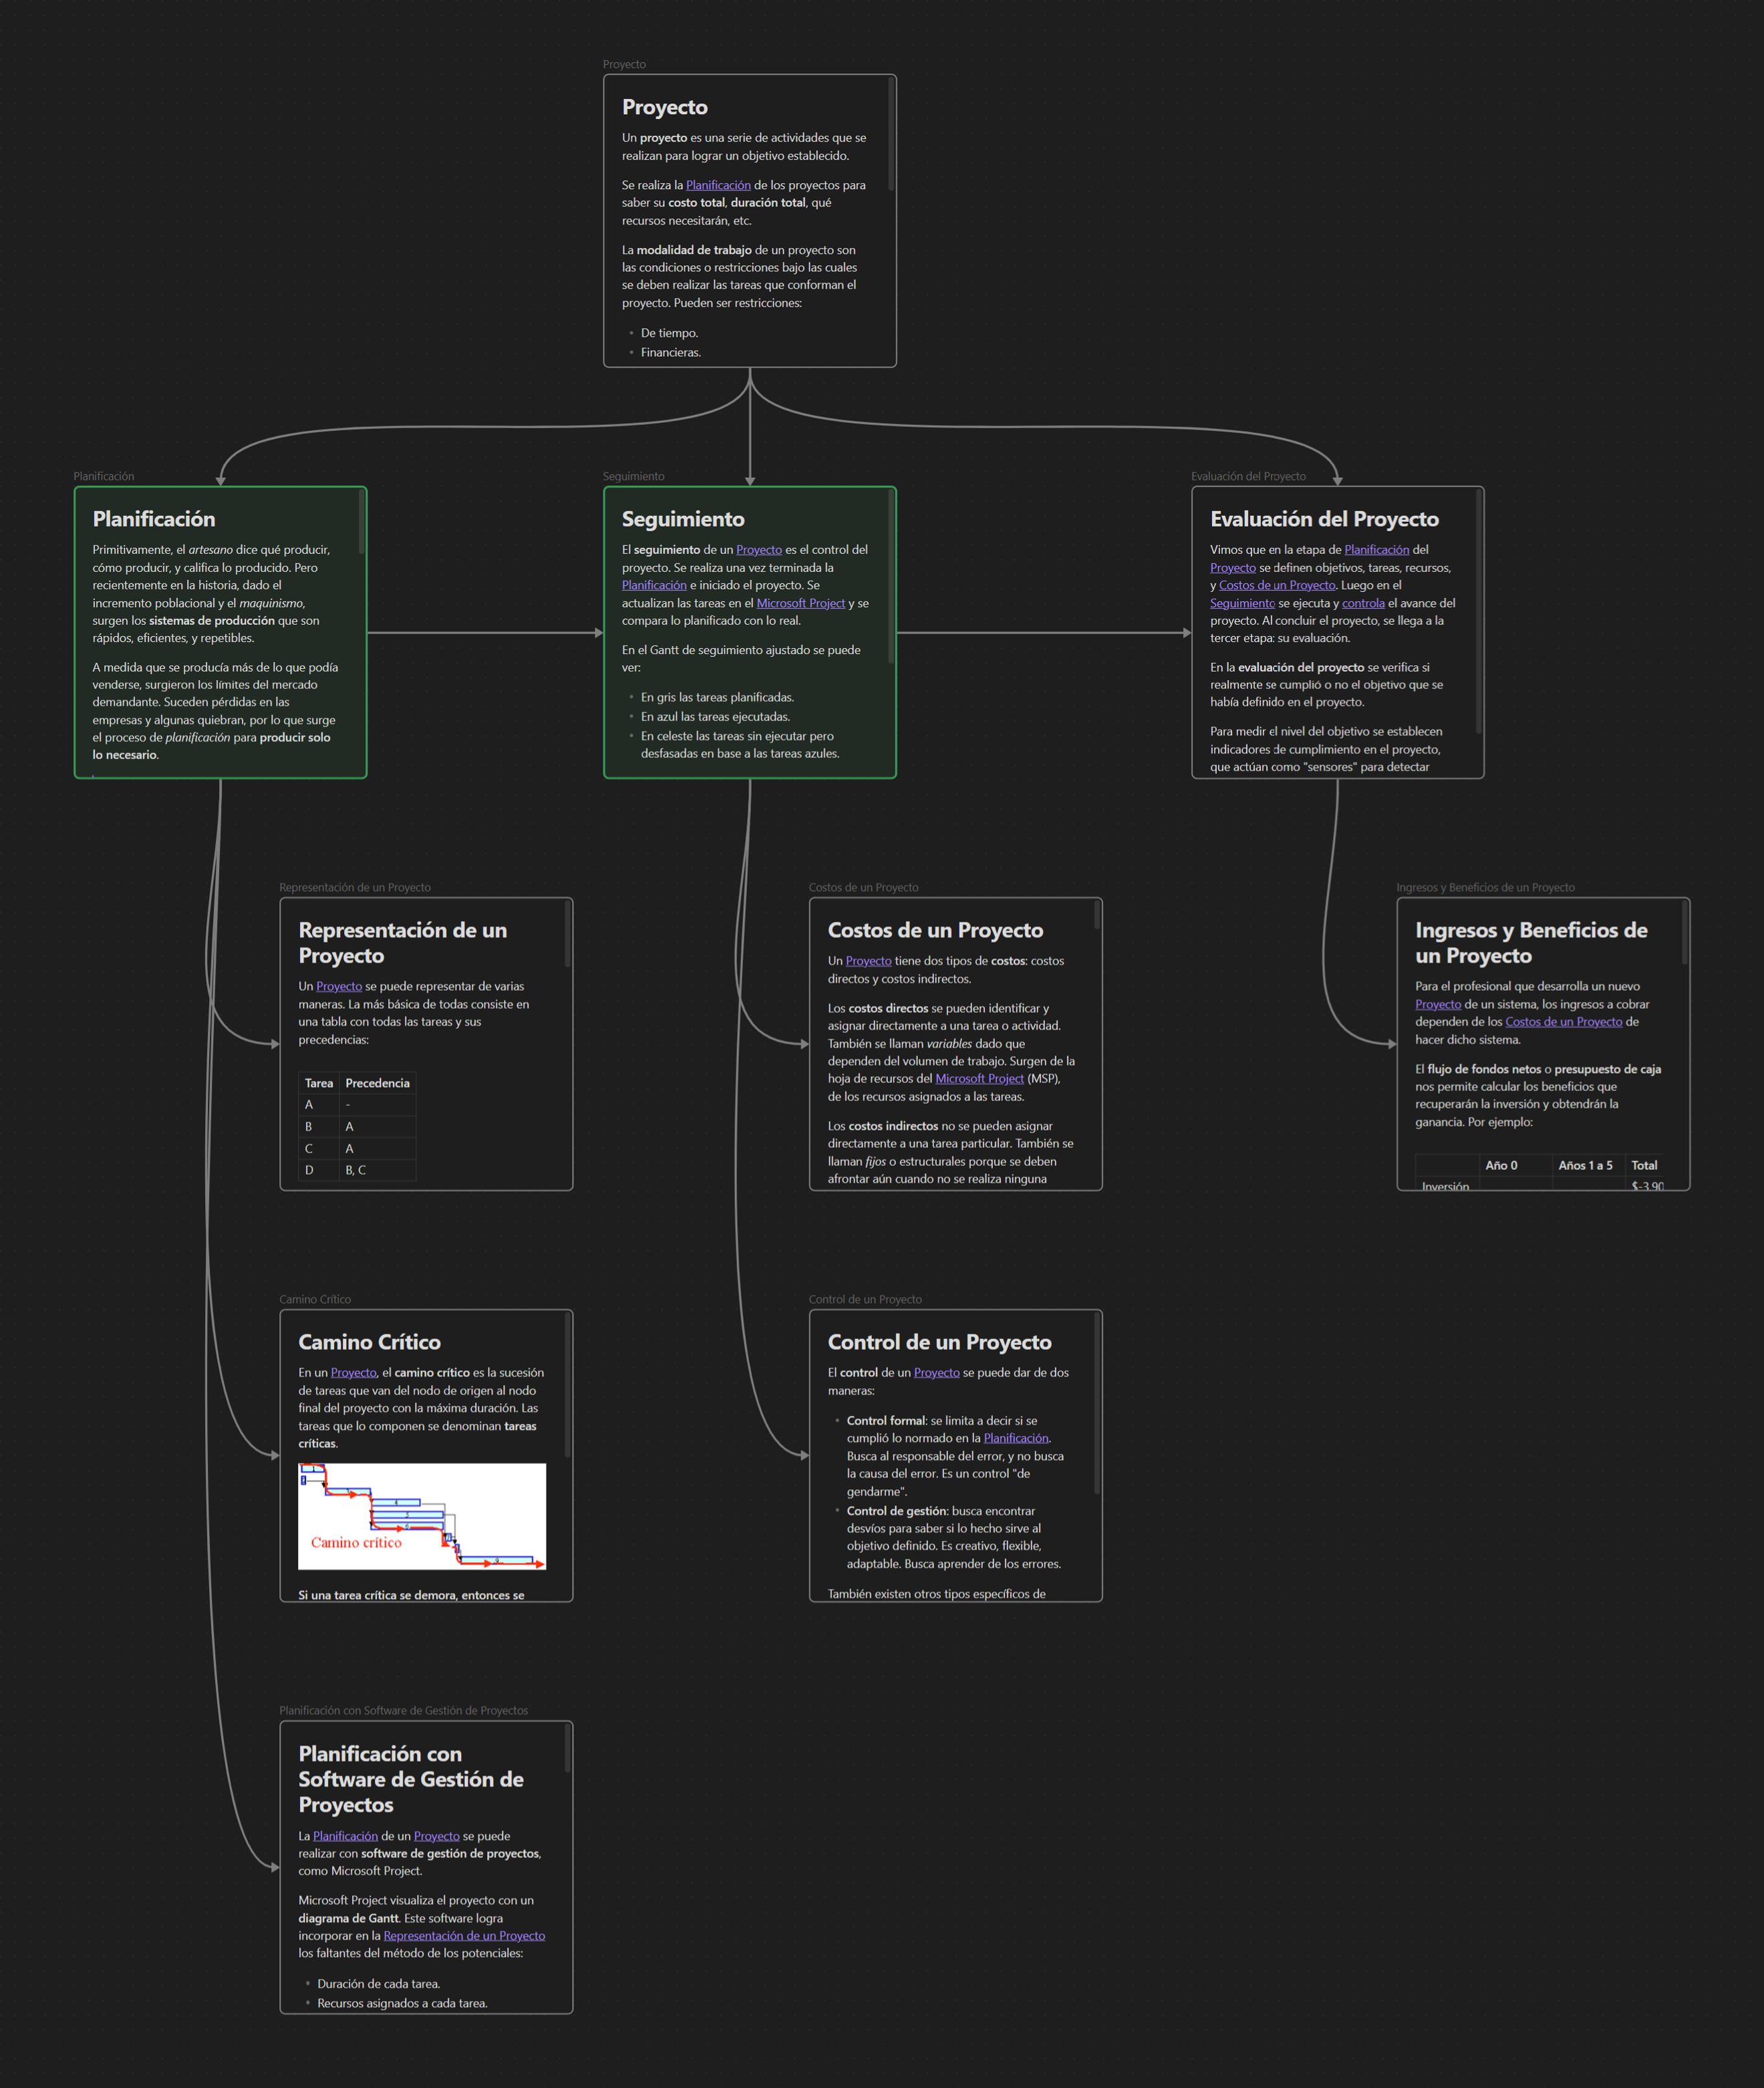 Proyecto
Proyecto
Un proyecto es una serie de actividades que se
realizan para lograr un objetivo establecido.
Se realiza la Planificación de los proyectos para
saber su costo total, duración total, qué
recursos necesitarán, etc.
La modalidad de trabajo de un proyecto son
las condiciones o restricciones bajo las cuales
se deben realizar las tareas que conforman el
proyecto. Pueden ser restricciones:
• De tiempo.
• Financieras.
Planificación
Planificación
Primitivamente, el artesano dice qué producir,
cómo producir, y califica lo producido. Pero
recientemente en la historia, dado el
incremento poblacional y el maquinismo,
surgen los sistemas de producción que son
rápidos, eficientes, y repetibles.
A medida que se producía más de lo que podía
venderse, surgieron los límites del mercado
demandante. Suceden pérdidas en las
empresas y algunas quiebran, por lo que surge
el proceso de planificación para producir solo
lo necesario.
Seguimiento
Seguimiento
El seguimiento de un Proyecto es el control del
proyecto. Se realiza una vez terminada la
Planificación e iniciado el proyecto. Se
actualizan las tareas en el Microsoft Project y se
compara lo planificado con lo real.
En el Gantt de seguimiento ajustado se puede
ver:
• En gris las tareas planificadas.
• En azul las tareas ejecutadas.
• En celeste las tareas sin ejecutar pero
desfasadas en base a las tareas azules.
Evaluación del Proyecto
Evaluación del Proyecto
Vimos que en la etapa de Planificación del
Proyecto se definen objetivos, tareas, recursos,
y Costos de un Proyecto. Luego en el
Seguimiento se ejecuta y controla el avance del
proyecto. Al concluir el proyecto, se llega a la
tercer etapa: su evaluación.
En la evaluación del proyecto se verifica si
realmente se cumplió o no el objetivo que se
había definido en el proyecto.
Para medir el nivel del objetivo se establecen
indicadores de cumplimiento en el proyecto,
que actúan como "sensores" para detectar
Representación de un Proyecto
Representación de un
Proyecto
Un Proyecto se puede representar de varias
maneras. La más básica de todas consiste en
una tabla con todas las tareas y sus
precedencias:
Tarea Precedencia
A -
B A
C A
D B, C
Costos de un Proyecto
Costos de un Proyecto
Un Proyecto tiene dos tipos de costos: costos
directos y costos indirectos.
Los costos directos se pueden identificar y
asignar directamente a una tarea o actividad.
También se llaman variables dado que
dependen del volumen de trabajo. Surgen de la
hoja de recursos del Microsoft Project (MSP),
de los recursos asignados a las tareas.
Los costos indirectos no se pueden asignar
directamente a una tarea particular. También se
llaman fijos o estructurales porque se deben
afrontar aún cuando no se realiza ninguna
Ingresos y Beneficios de un Proyecto
Ingresos y Beneficios de
un Proyecto
Para el profesional que desarrolla un nuevo
Proyecto de un sistema, los ingresos a cobrar
dependen de los Costos de un Proyecto de
hacer dicho sistema.
El flujo de fondos netos o presupuesto de caja
nos permite calcular los beneficios que
recuperarán la inversión y obtendrán la
ganancia. Por ejemplo:
Año 0 Años 1 a 5 Total
Inversión $-3.90
Camino Crítico
Camino Crítico
En un Proyecto, el camino crítico es la sucesión
de tareas que van del nodo de origen al nodo
final del proyecto con la máxima duración. Las
tareas que lo componen se denominan tareas
críticas.
Camino crítico
Si una tarea crítica se demora, entonces se
Control de un Proyecto
Control de un Proyecto
El control de un Proyecto se puede dar de dos
maneras:
• Control formal: se limita a decir si se
cumplió lo normado en la Planificación.
Busca al responsable del error, y no busca
la causa del error. Es un control "de
gendarme".
• Control de gestión: busca encontrar
desvíos para saber si lo hecho sirve al
objetivo definido. Es creativo, flexible,
adaptable. Busca aprender de los errores.
También existen otros tipos específicos de
Planificación con Software de Gestión de Proyectos
Planificación con
Software de Gestión de
Proyectos
La Planificación de un Proyecto se puede
realizar con software de gestión de proyectos,
como Microsoft Project.
Microsoft Project visualiza el proyecto con un
diagrama de Gantt. Este software logra
incorporar en la Representación de un Proyecto
los faltantes del método de los potenciales:
• Duración de cada tarea.
• Recursos asignados a cada tarea.